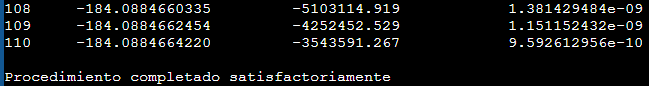 108 -184.0884660335 -5103114.919 1.381429484e-09
109 -184.0884662454 -4252452.529 1.151152432e-09
110 -184.0884664220 -3543591.267 9.592612956e-10
Procedimiento completado satisfactoriamente